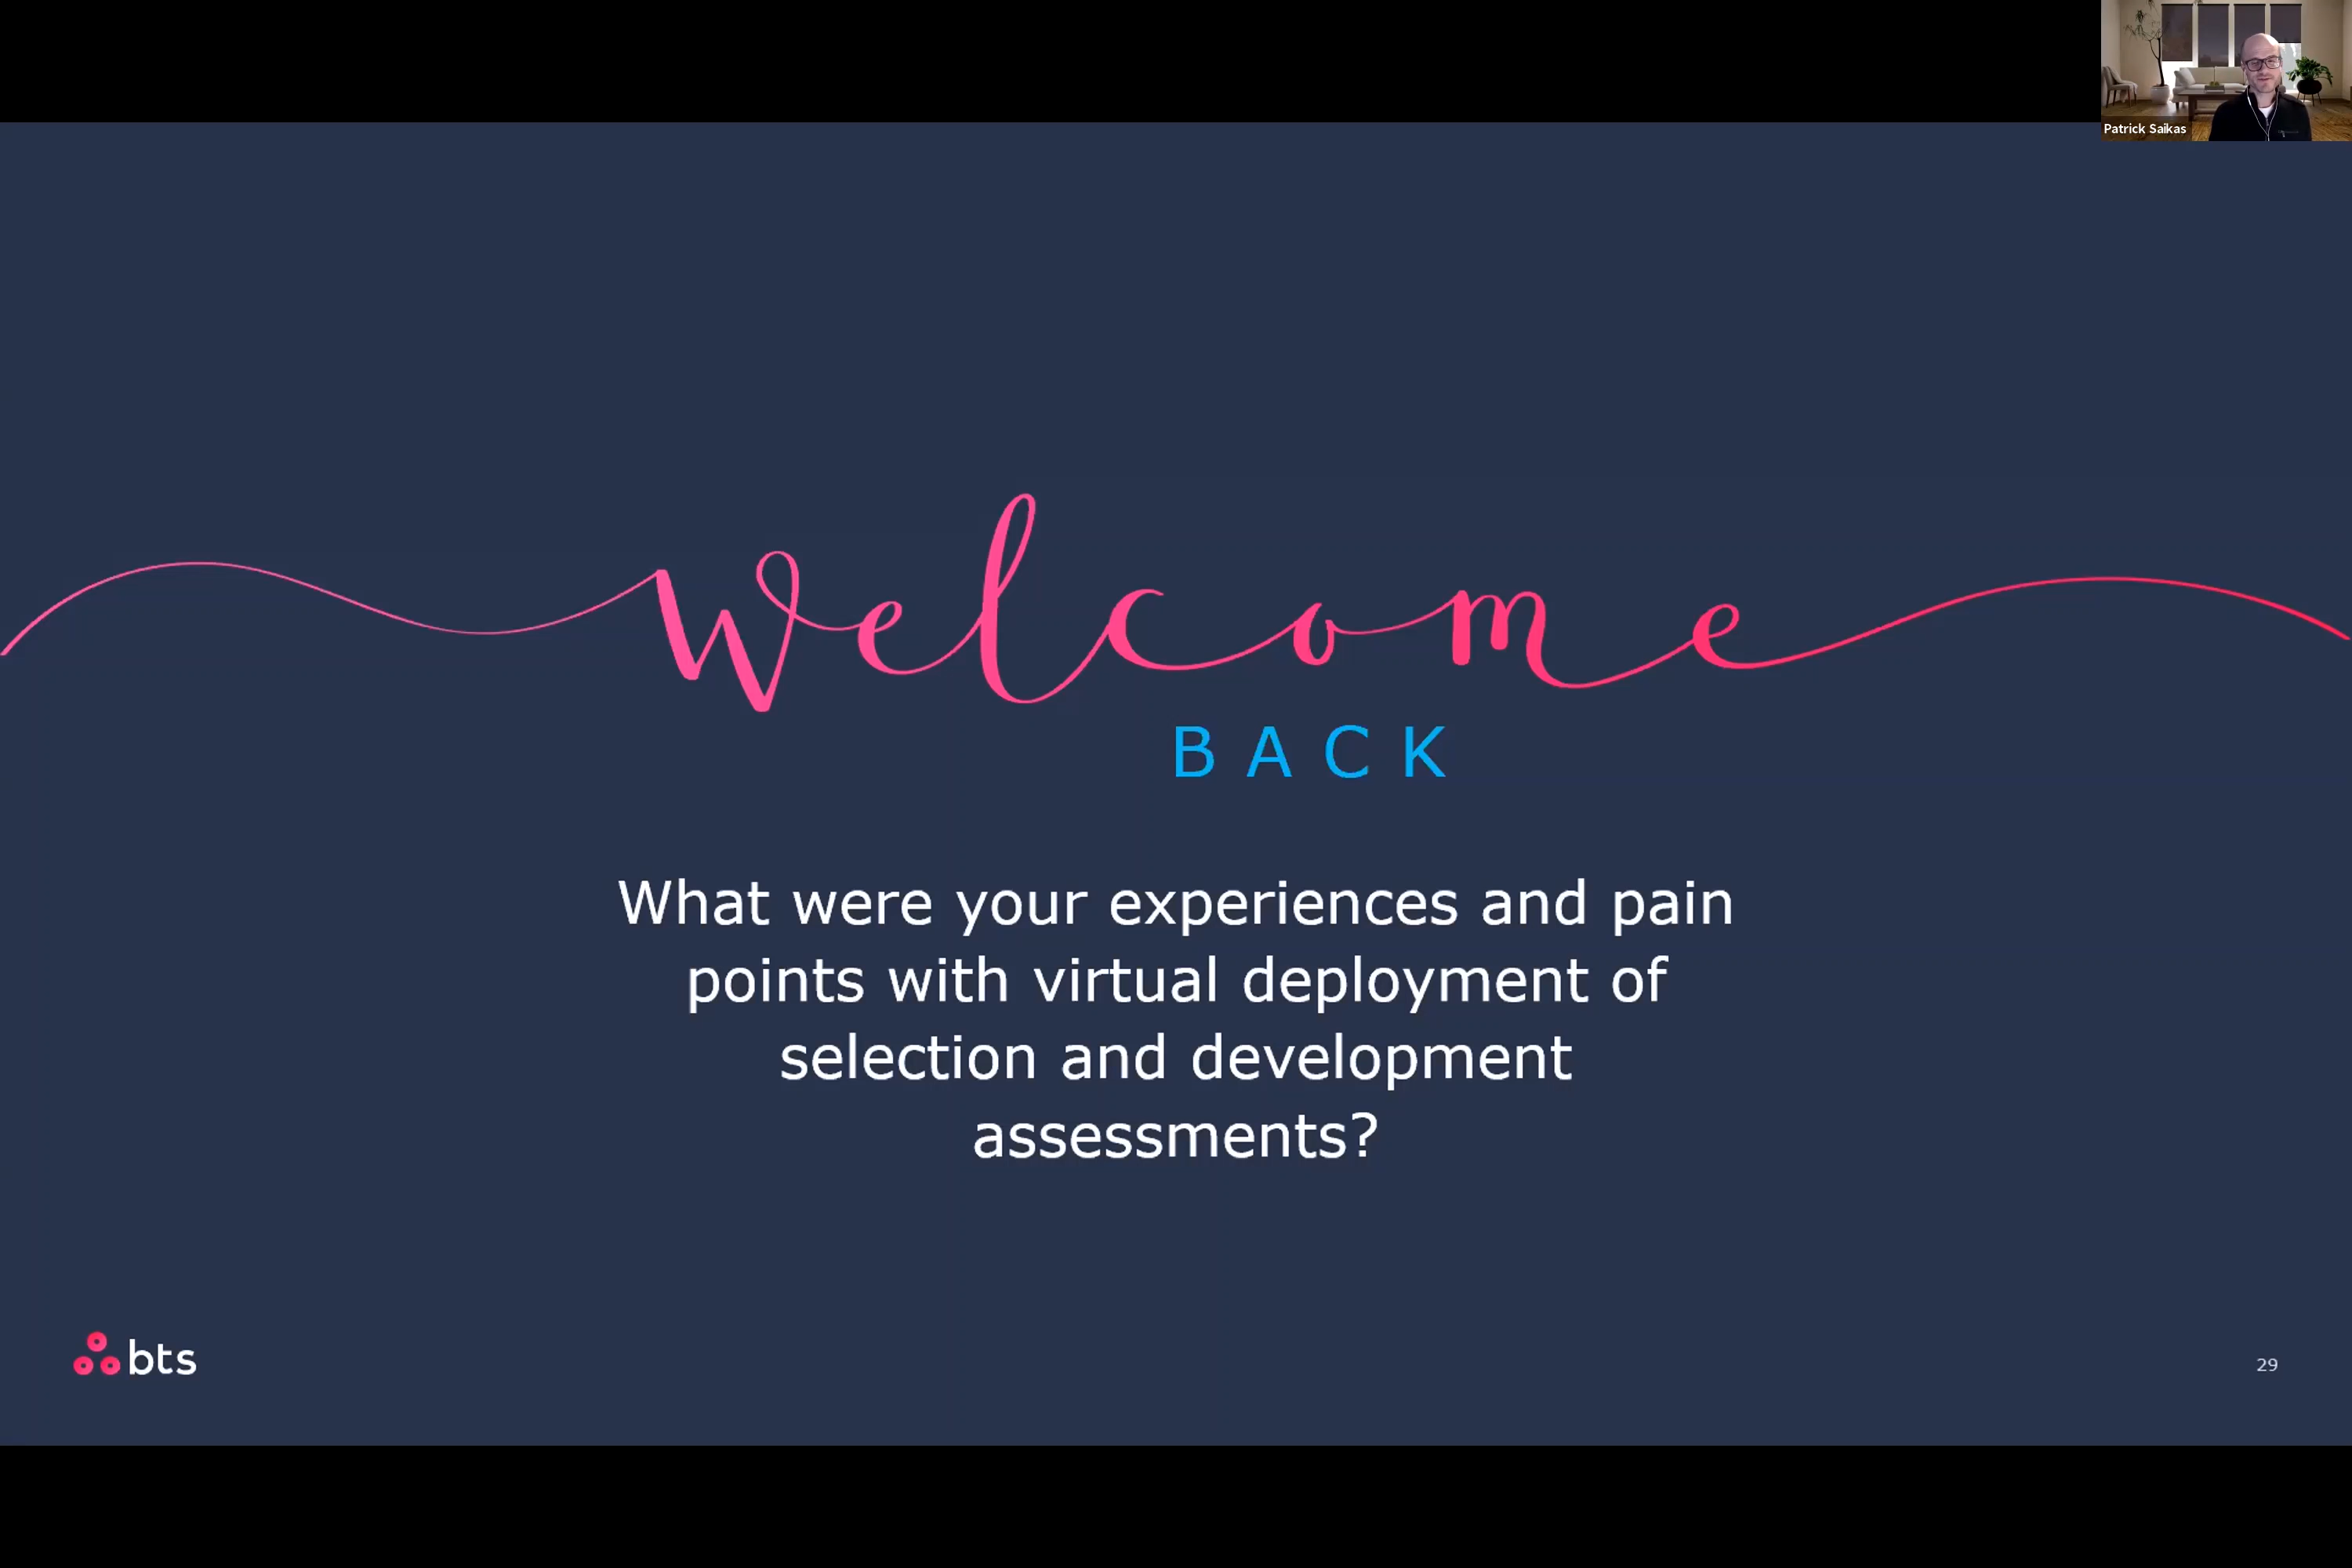 Patrick Saikas
welcome
BACK
What were your experiences and pain
points with virtual deployment of
selection and development
assessments?
bts
29